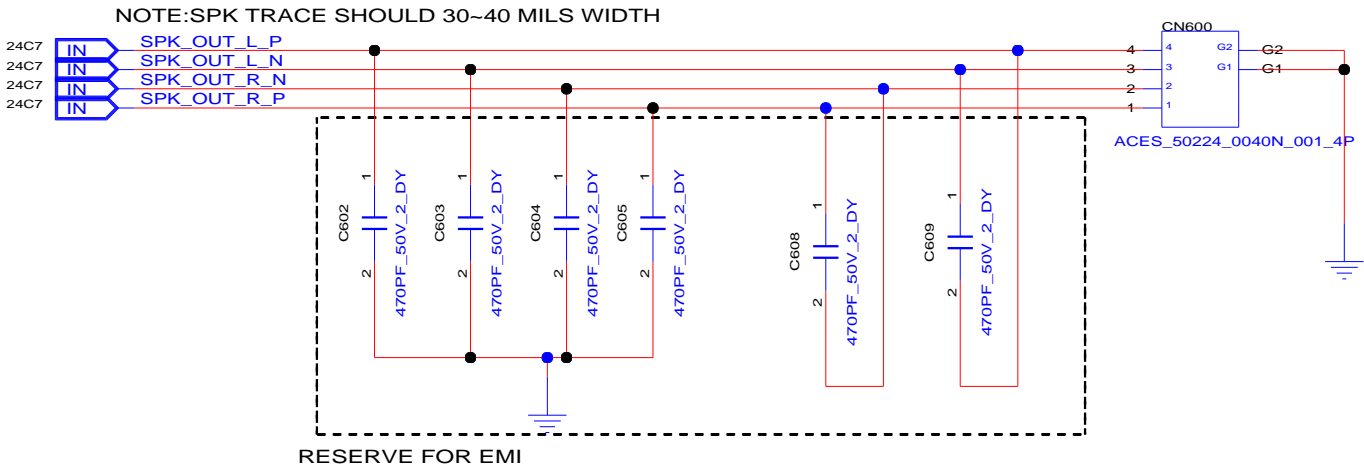 NOTE:SPK TRACE SHOULD 30~40 MILS WIDTH
CN600
24C7 IN SPK_OUT_L_P 4 4 G2 G2
24C7 IN SPK_OUT_L_N 3 3 G1 G1
24C7 IN SPK_OUT_R_N 2 2
24C7 IN SPK_OUT_R_P 1 1
ACES_50224_0040N_001_4P
C602 1 2 470PF_50V_2_DY
C603 1 2 470PF_50V_2_DY
C604 1 2 470PF_50V_2_DY
C605 1 2 470PF_50V_2_DY
C608 1 2 470PF_50V_2_DY
C609 1 2 470PF_50V_2_DY
RESERVE FOR EMI